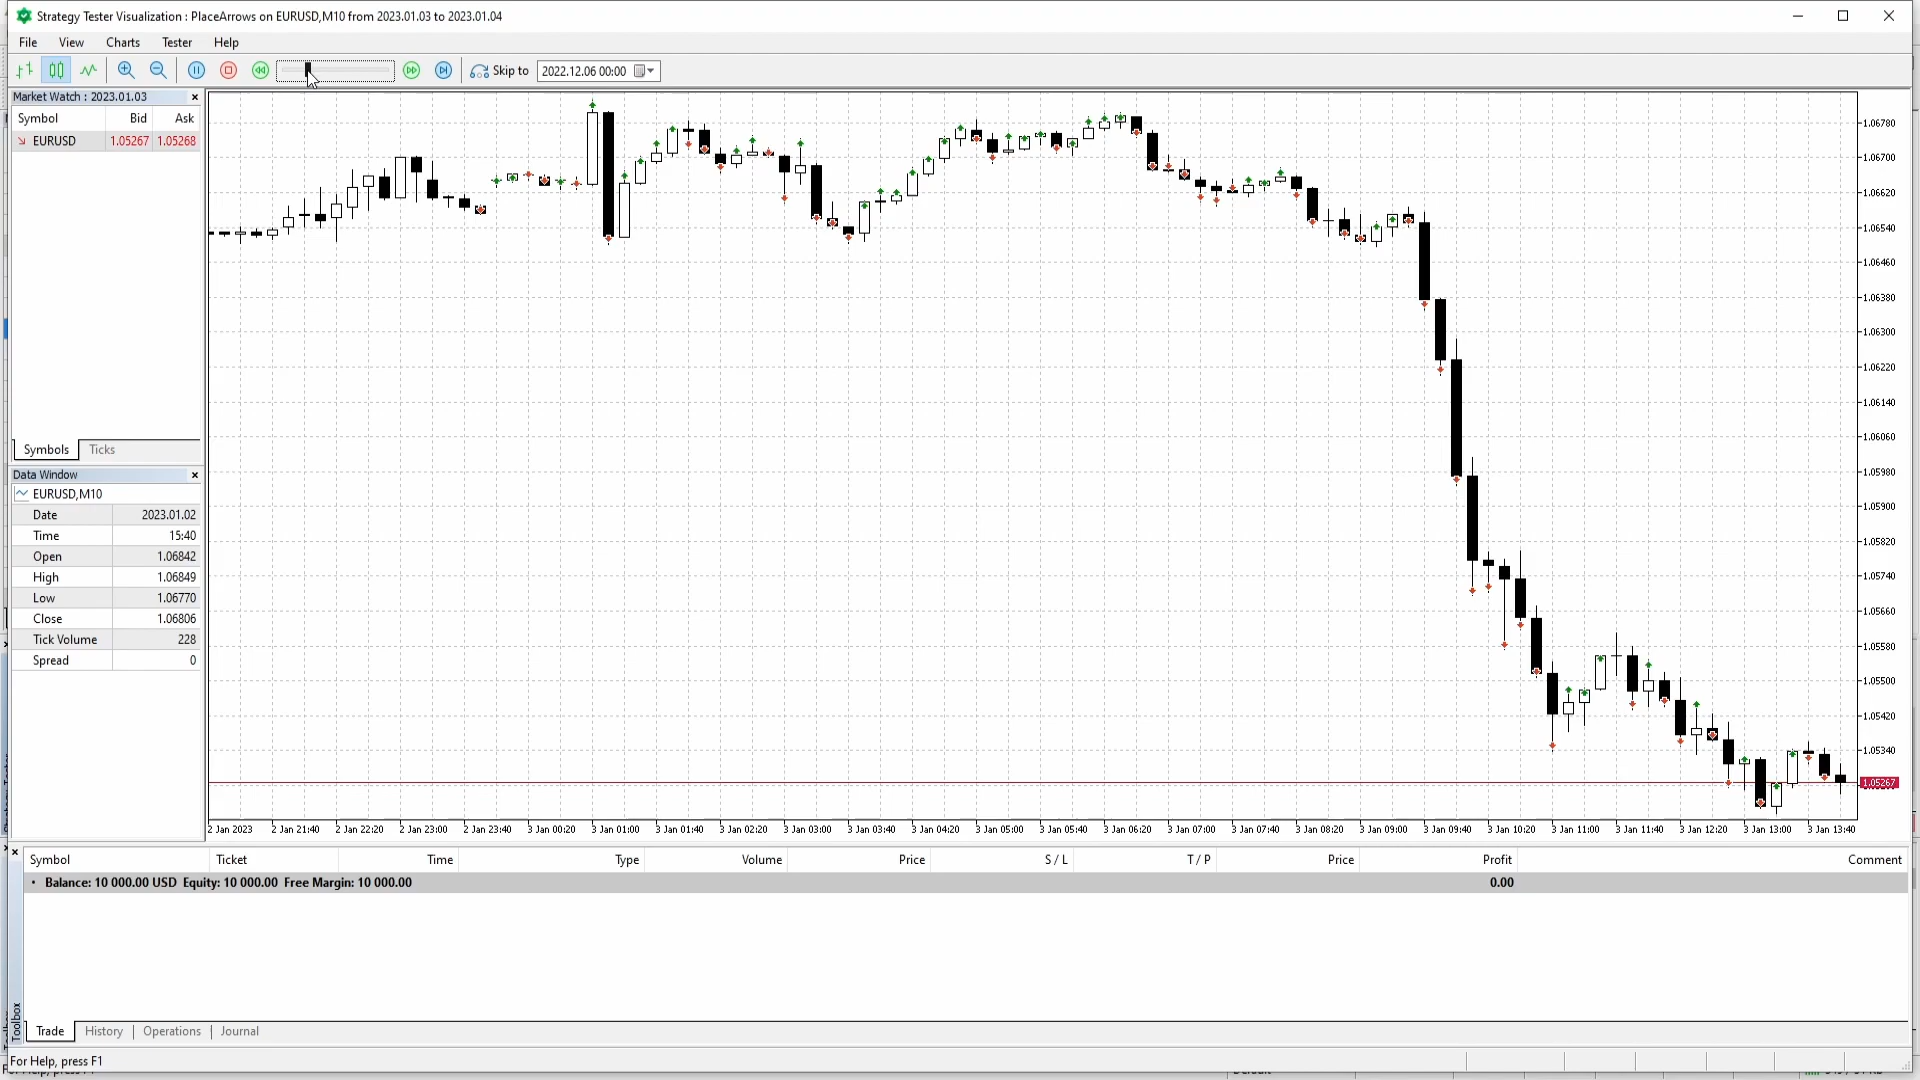 Strategy Tester Visualization : PlaceArrows on EURUSD,M10 from 2023.01.03 to 2023.01.04
File View Charts Tester Help
Skip to 2022.12.06 00:00
Market Watch : 2023.01.03
Symbol Bid Ask
EURUSD 1.05267 1.05268
Symbols Ticks
Data Window
EURUSD,M10
Date 2023.01.02
Time 15:40
Open 1.06842
High 1.06849
Low 1.06770
Close 1.06806
Tick Volume 228
Spread 0
1.06780
1.06700
1.06620
1.06540
1.06460
1.06380
1.06300
1.06220
1.06140
1.06060
1.05980
1.05900
1.05820
1.05740
1.05660
1.05580
1.05500
1.05420
1.05340
1.05267
2 Jan 2023 2 Jan 21:40 2 Jan 22:20 2 Jan 23:00 2 Jan 23:40 3 Jan 00:20 3 Jan 01:00 3 Jan 01:40 3 Jan 02:20 3 Jan 03:00 3 Jan 03:40 3 Jan 04:20 3 Jan 05:00 3 Jan 05:40 3 Jan 06:20 3 Jan 07:00 3 Jan 07:40 3 Jan 08:20 3 Jan 09:00 3 Jan 09:40 3 Jan 10:20 3 Jan 11:00 3 Jan 11:40 3 Jan 12:20 3 Jan 13:00 3 Jan 13:40
Symbol Ticket Time Type Volume Price S / L T / P Price Profit Comment
Balance: 10 000.00 USD Equity: 10 000.00 Free Margin: 10 000.00 0.00
Toolbox
Trade History Operations Journal
For Help, press F1